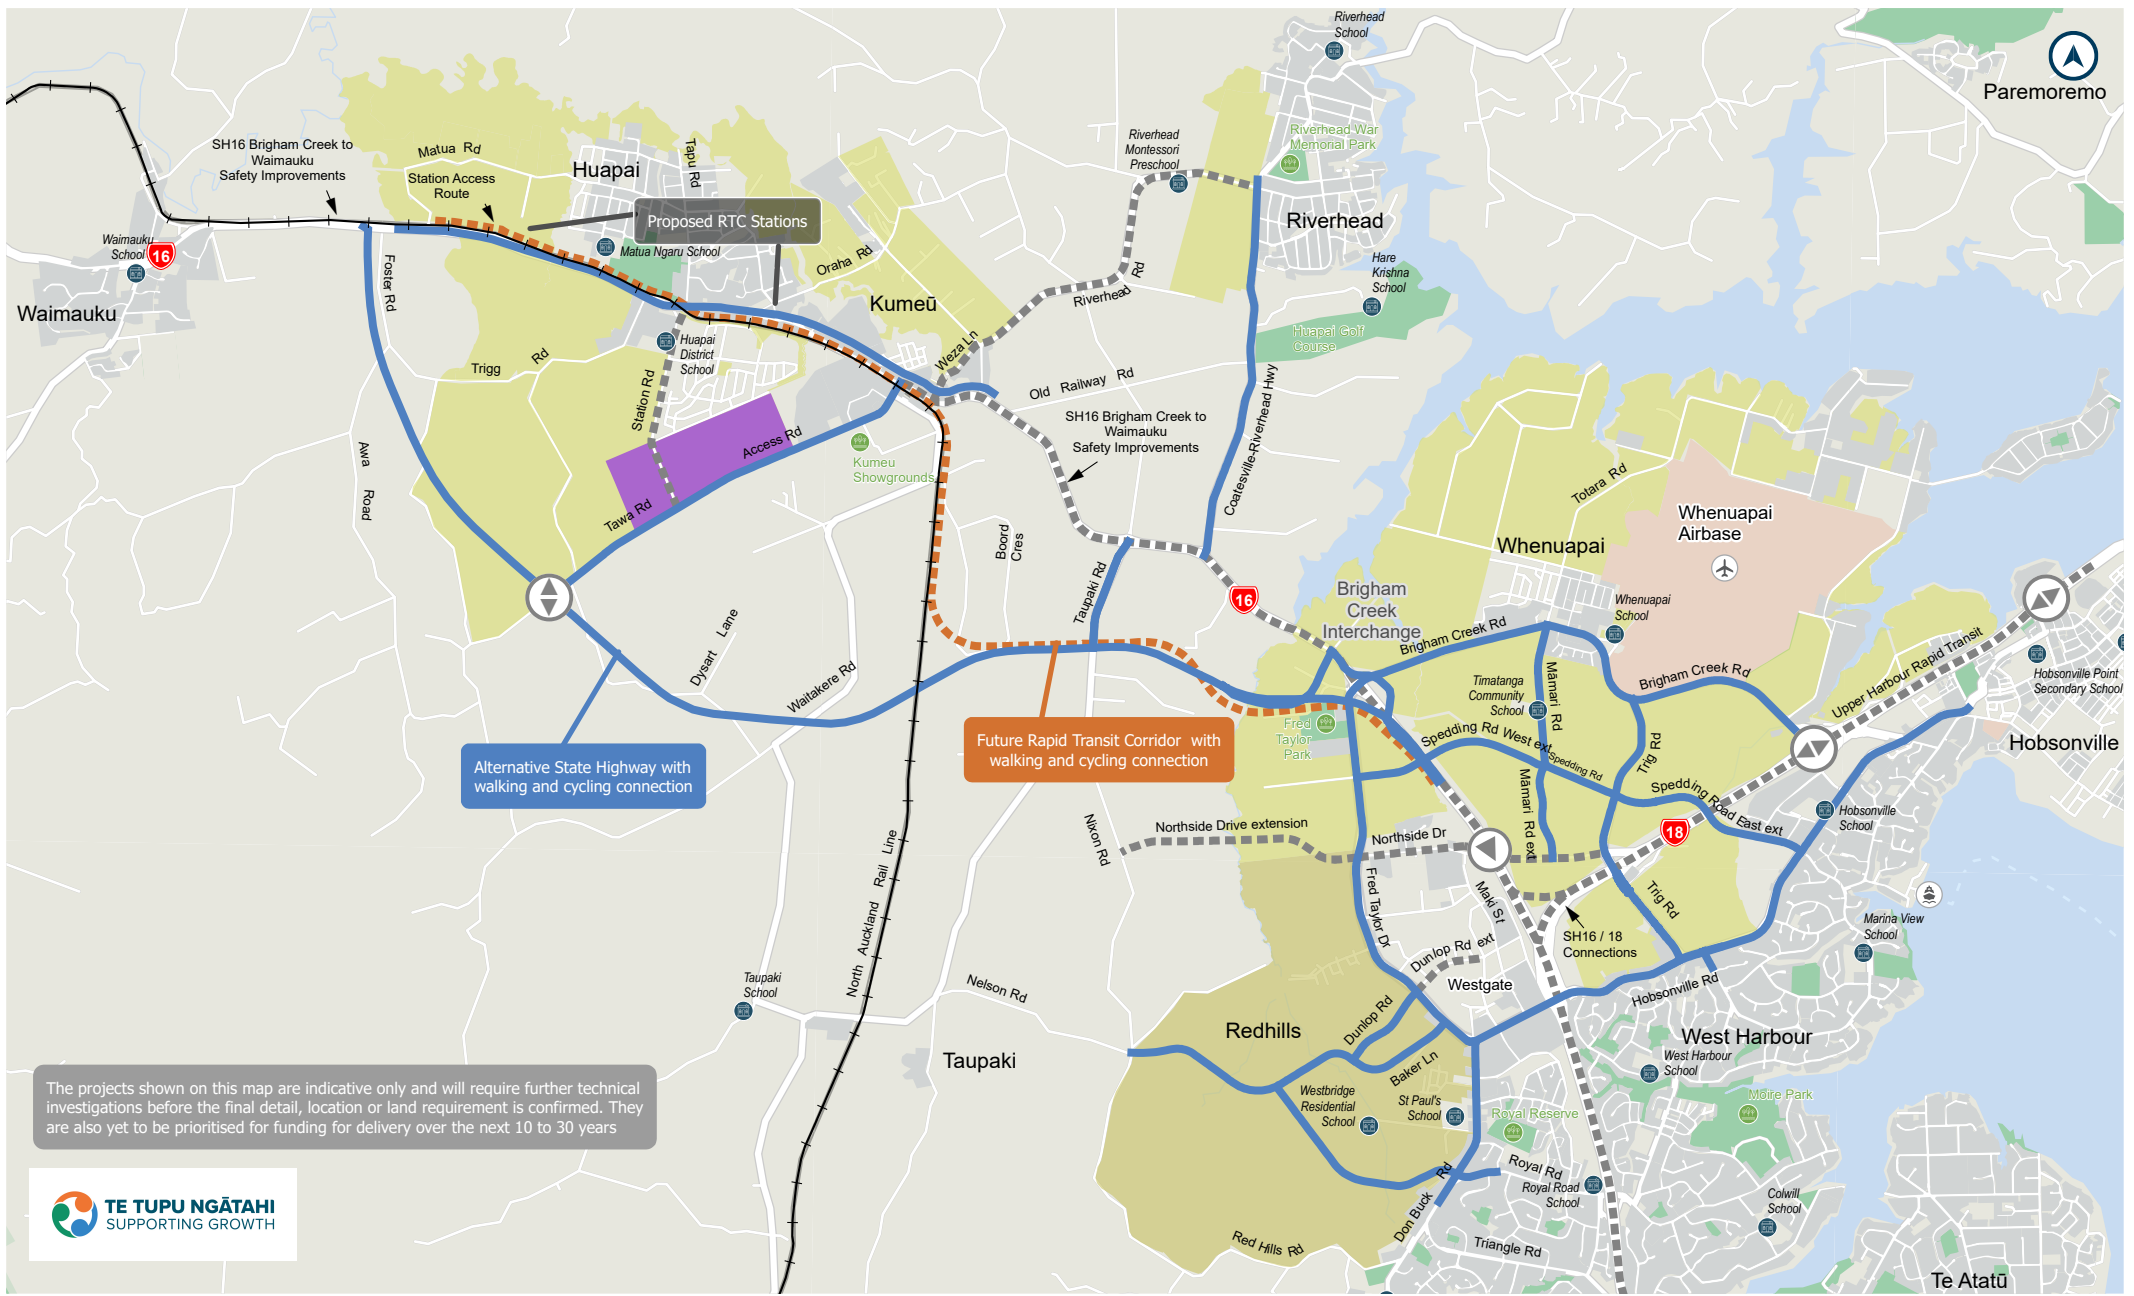 Riverhead
School
Paremoremo
Riverhead War
Memorial Park
Riverhead
Montessori
Preschool
SH16 Brigham Creek to
Waimauku
Safety Improvements
Matua Rd
Tapu Rd
Huapai
Station Access
Route
Proposed RTC Stations
Riverhead
Waimauku
School
16
Matua Ngaru School
Oraha Rd
Hare
Krishna
School
Foster Rd
Riverhead Rd
Kumeū
Waimauku
Huapai Golf
Course
Huapai
District
School
Weza Ln
Trigg Rd
Old Railway Rd
Station Rd
Coatesville-Riverhead Hwy
SH16 Brigham Creek to
Waimauku
Safety Improvements
Access Rd
Awa Road
Kumeu
Showgrounds
Totara Rd
Tawa Rd
Whenuapai
Airbase
Boord
Cres
Whenuapai
Taupaki Rd
16
Brigham
Creek
Interchange
Whenuapai
School
Brigham Creek Rd
Dysart Lane
Waitakere Rd
Upper Harbour Rapid Transit
Brigham Creek Rd
Hobsonville Point
Secondary School
Timatanga
Community
School
Māmari Rd
Fred
Taylor
Park
Spedding Rd West ext
Spedding Rd
Trig Rd
Hobsonville
Future Rapid Transit Corridor with
walking and cycling connection
Alternative State Highway with
walking and cycling connection
Māmari Rd ext
Spedding Road East ext
Hobsonville
School
Nixon Rd
Northside Drive extension
Northside Dr
18
North Auckland Rail Line
Fred Taylor Dr
Maki St
Trig Rd
Marina View
School
SH16 / 18
Connections
Dunlop Rd ext
Westgate
Taupaki
School
Nelson Rd
Hobsonville Rd
Dunlop Rd
Redhills
West Harbour
Taupaki
West Harbour
School
Baker Ln
The projects shown on this map are indicative only and will require further technical
investigations before the final detail, location or land requirement is confirmed. They
are also yet to be prioritised for funding for delivery over the next 10 to 30 years
Westbridge
Residential
School
St Paul's
School
Royal Reserve
Moire Park
Royal Rd
Royal Road
School
Don Buck Rd
Colwill
School
TE TUPU NGĀTAHI
SUPPORTING GROWTH
Red Hills Rd
Triangle Rd
Te Atatū